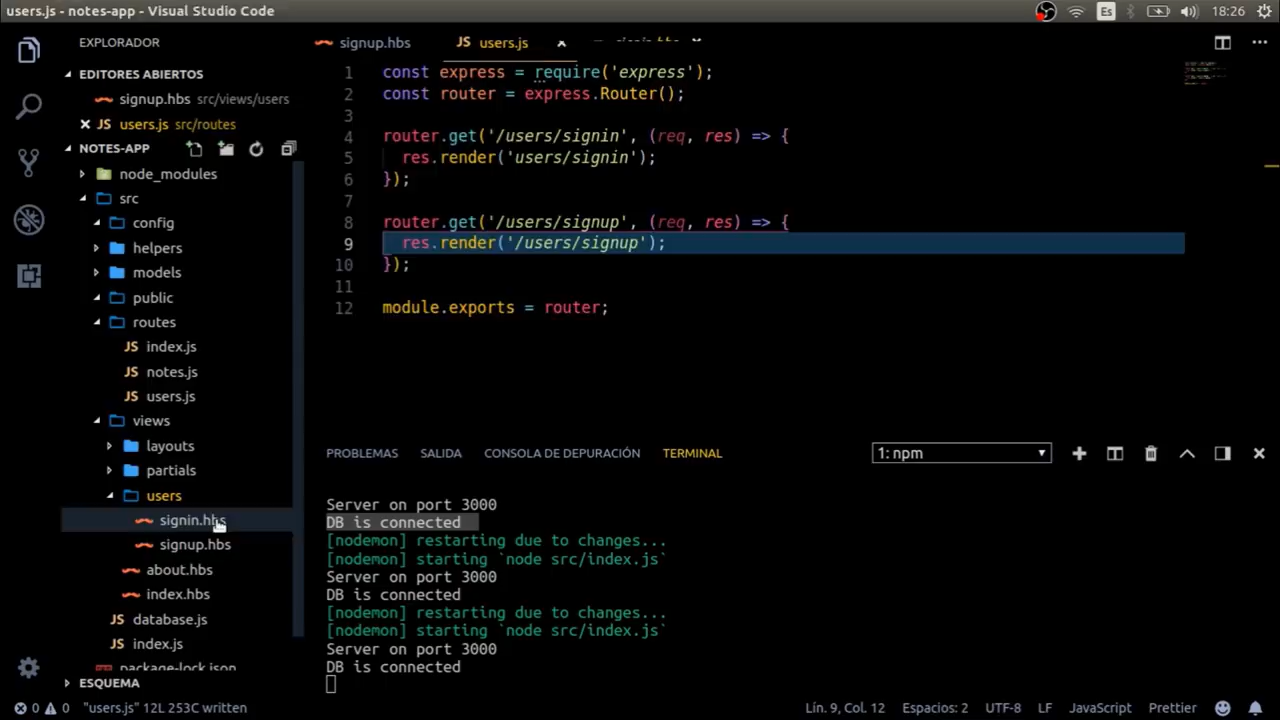 users.js - notes-app - Visual Studio Code
Es
18:26
EXPLORADOR
EDITORES ABIERTOS
signup.hbs src/views/users
users.js src/routes
NOTES-APP
node_modules
src
config
helpers
models
public
routes
index.js
notes.js
users.js
views
layouts
partials
users
signin.hbs
signup.hbs
about.hbs
index.hbs
database.js
index.js
package-lock.json
ESQUEMA
signup.hbs
users.js
1 const express = require('express');
2 const router = express.Router();
3
4 router.get('/users/signin', (req, res) => {
5 res.render('users/signin');
6 });
7
8 router.get('/users/signup', (req, res) => {
9 res.render('/users/signup');
10 });
11
12 module.exports = router;
PROBLEMAS SALIDA CONSOLA DE DEPURACIÓN TERMINAL
1: npm
Server on port 3000
DB is connected
[nodemon] restarting due to changes...
[nodemon] starting `node src/index.js`
Server on port 3000
DB is connected
[nodemon] restarting due to changes...
[nodemon] starting `node src/index.js`
Server on port 3000
DB is connected
0 0 "users.js" 12L 253C written
Lín. 9, Col. 12 Espacios: 2 UTF-8 LF JavaScript Prettier